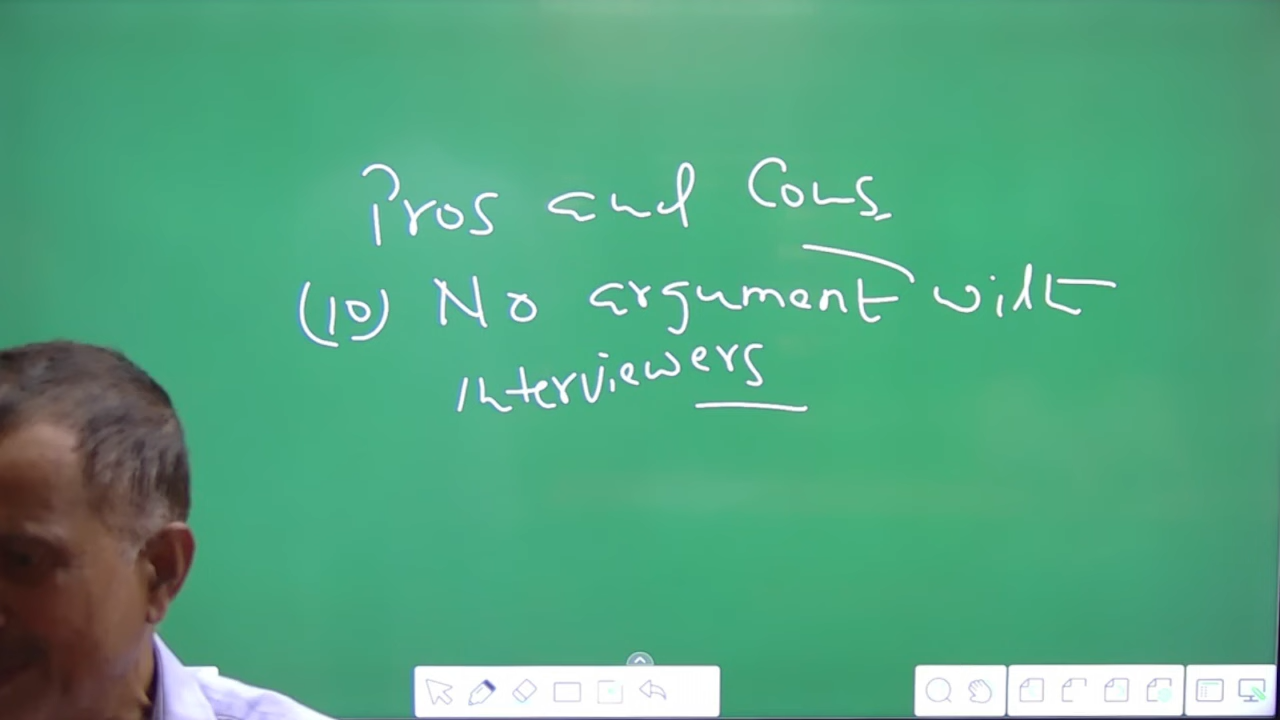 Pros and Cons
(10) No argument with
interviewers